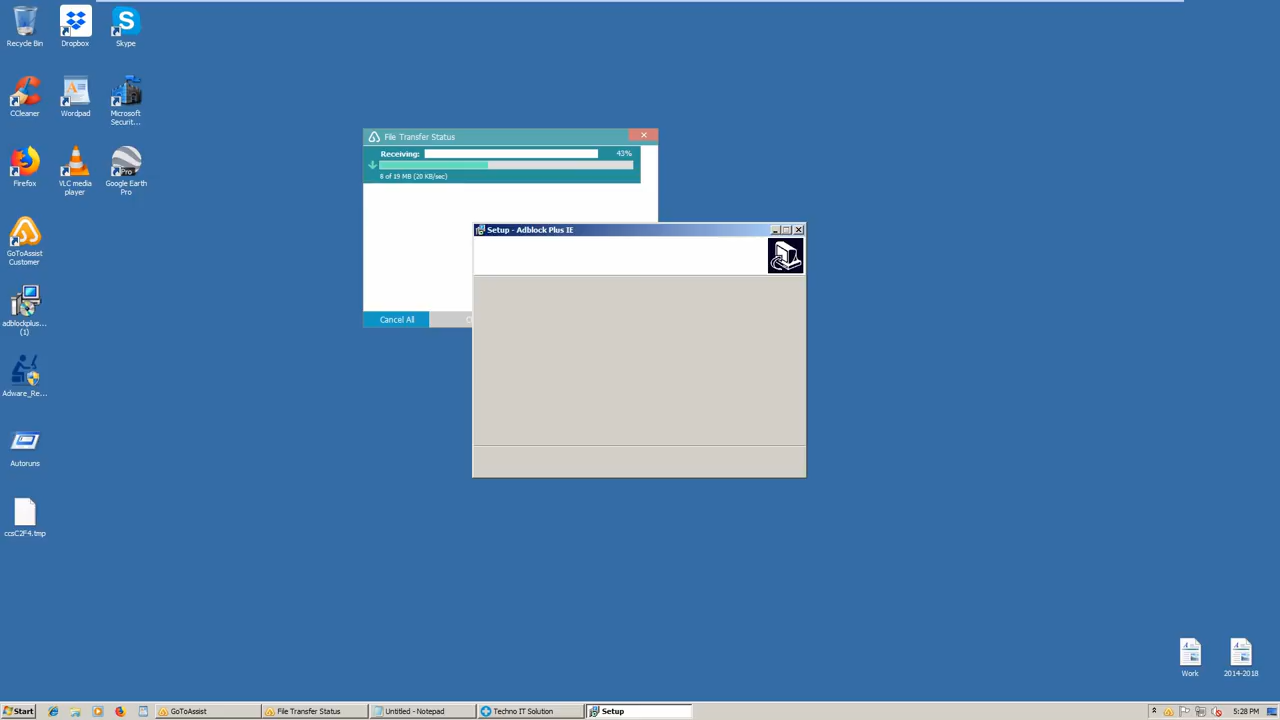 Recycle Bin
Dropbox
Skype
CCleaner
Wordpad
Microsoft
Securit...
Firefox
VLC media
player
Google Earth
Pro
Pro
GoToAssist
Customer
adblockplus...
(1)
Adware_Re...
Autoruns
ccsC2F4.tmp
File Transfer Status
Receiving:
43%
8 of 19 MB (20 KB/sec)
Cancel All
Setup - Adblock Plus IE
Work
2014-2018
Start
GoToAssist
File Transfer Status
Untitled - Notepad
Techno IT Solution
Setup
5:28 PM